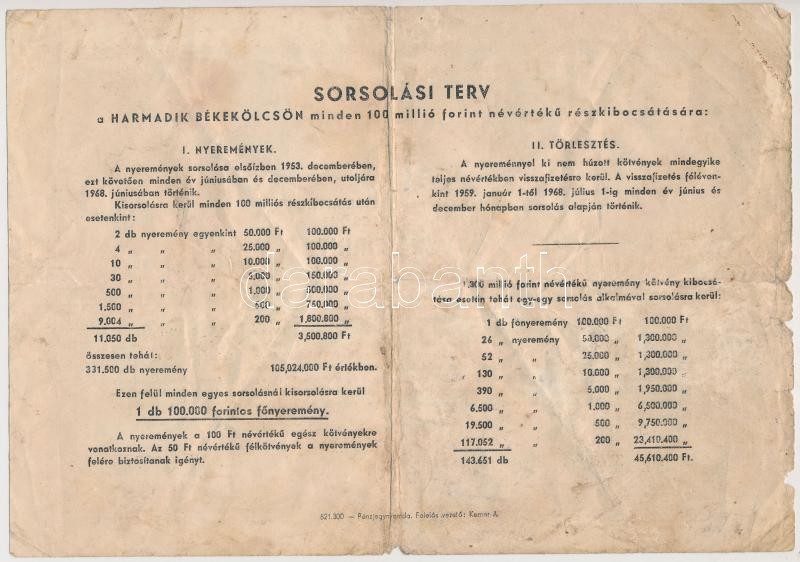 SORSOLÁSI TERV
a HARMADIK BÉKEKÖLCSÖN minden 100 millió forint névértékű részkibocsátására:
I. NYEREMÉNYEK.
A nyeremények sorsolása elsőízben 1953. decemberében,
ezt követően minden év júniusában és decemberében, utoljára
1968. júniusában történik.
Kisorsolásra kerül minden 100 milliós részkibocsátás után
esetenkint:
2 db nyeremény egyenkint 50.000 Ft 100.000 Ft
4 „ „ „ 25.000 „ 100.000 „
10 „ „ „ 10.000 „ 100.000 „
30 „ „ „ 5.000 „ 150.000 „
500 „ „ „ 1.000 „ 500.000 „
1.500 „ „ „ 500 „ 750.000 „
9.004 „ „ „ 200 „ 1,800.800 „
11.050 db 3,500.800 Ft
összesen tehát:
331.500 db nyeremény 105,024.000 Ft értékben.
Ezen felül minden egyes sorsolásnál kisorsolásra kerül
1 db 100.000 forintos főnyeremény.
A nyeremények a 100 Ft névértékű egész kötvényekre
vonatkoznak. Az 50 Ft névértékű félkötvények a nyeremények
felére biztosítanak igényt.
II. TÖRLESZTÉS.
A nyereménnyel ki nem húzott kötvények mindegyike
teljes névértékben visszafizetésre kerül. A visszafizetés féléven-
kint 1959. január 1-től 1968. július 1-ig minden év június és
december hónapban sorsolás alapján történik.
1.300 millió forint névértékű nyeremény kötvény kibocsá-
tása esetén tehát egy-egy sorsolás alkalmával sorsolásra kerül:
1 db főnyeremény 100.000 Ft 100.000 Ft
26 „ nyeremény 50.000 „ 1,300.000 „
52 „ „ 25.000 „ 1,300.000 „
130 „ „ 10.000 „ 1,300.000 „
390 „ „ 5.000 „ 1,950.000 „
6.500 „ „ 1.000 „ 6,500.000 „
19.500 „ „ 500 „ 9,750.000 „
117.052 „ „ 200 „ 23,410.400 „
143.651 db 45,610.400 Ft.
521.300 — Pénzjegynyomda. Felelős vezető: Kemer A.
darabanth